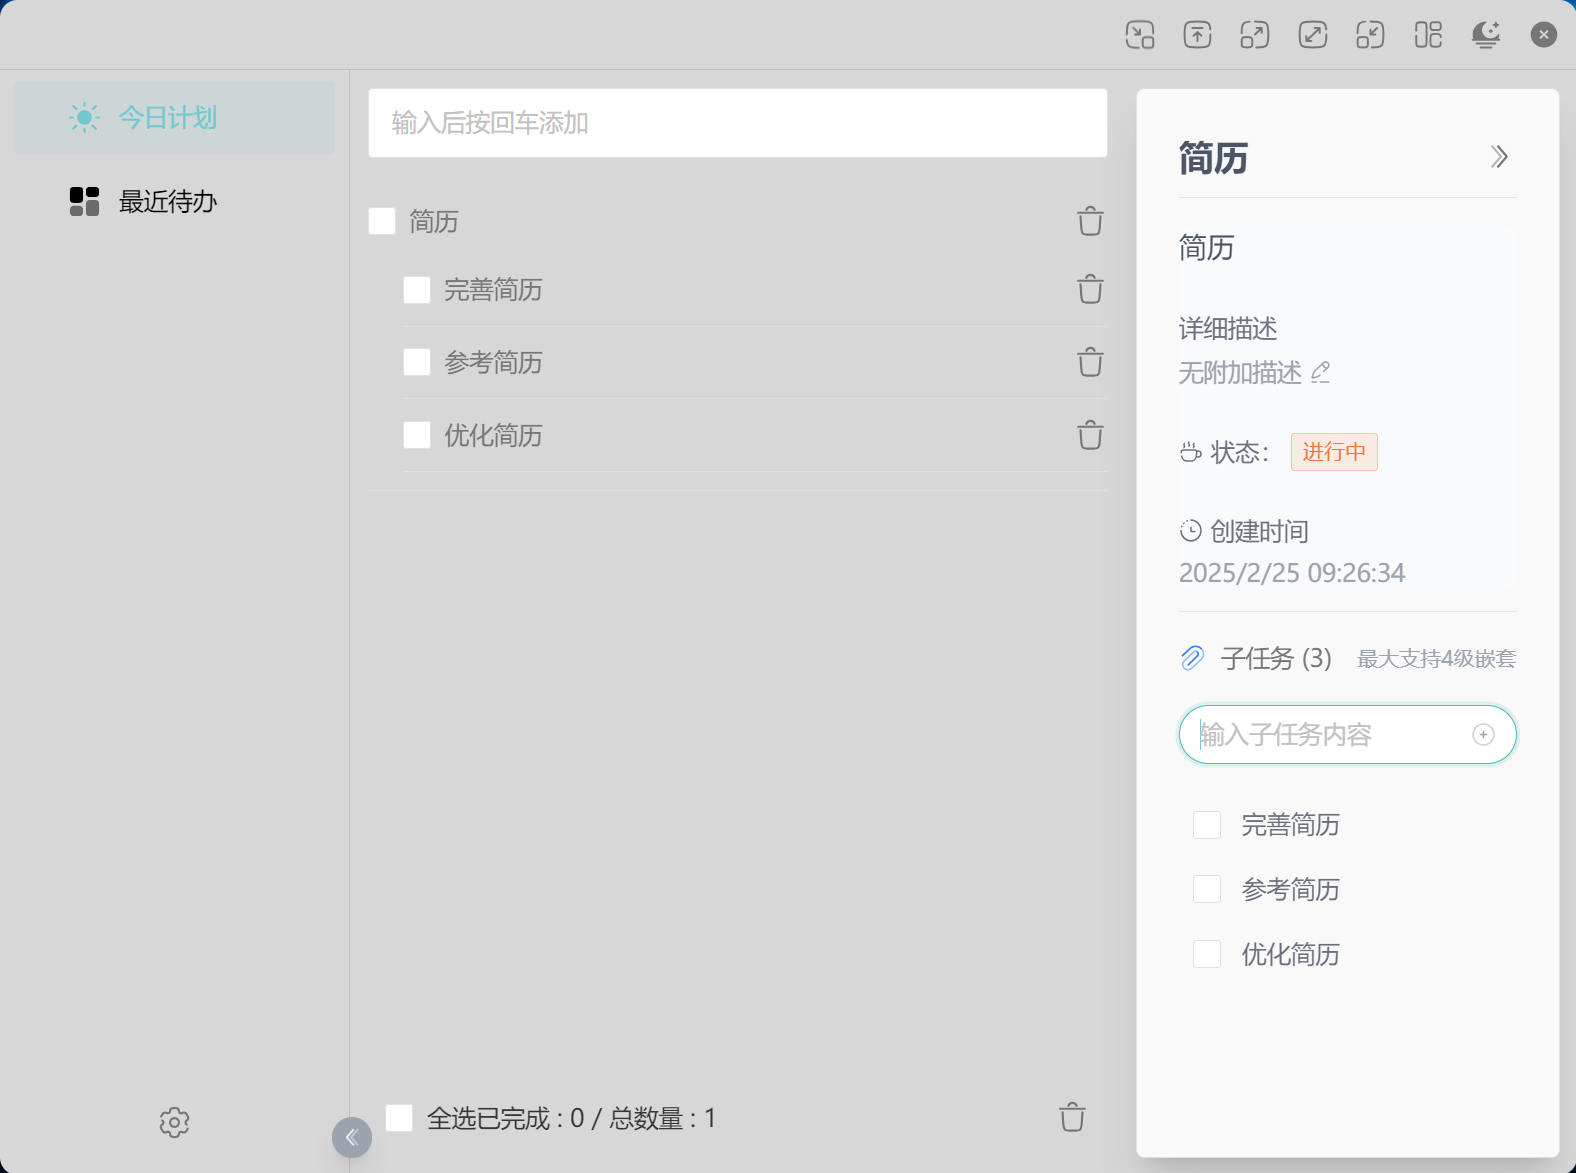 今日计划
最近待办
输入后按回车添加
简历
完善简历
参考简历
优化简历
全选已完成 : 0 / 总数量 : 1
简历
简历
详细描述
无附加描述
状态：
进行中
创建时间
2025/2/25 09:26:34
子任务 (3) 最大支持4级嵌套
输入子任务内容
完善简历
参考简历
优化简历